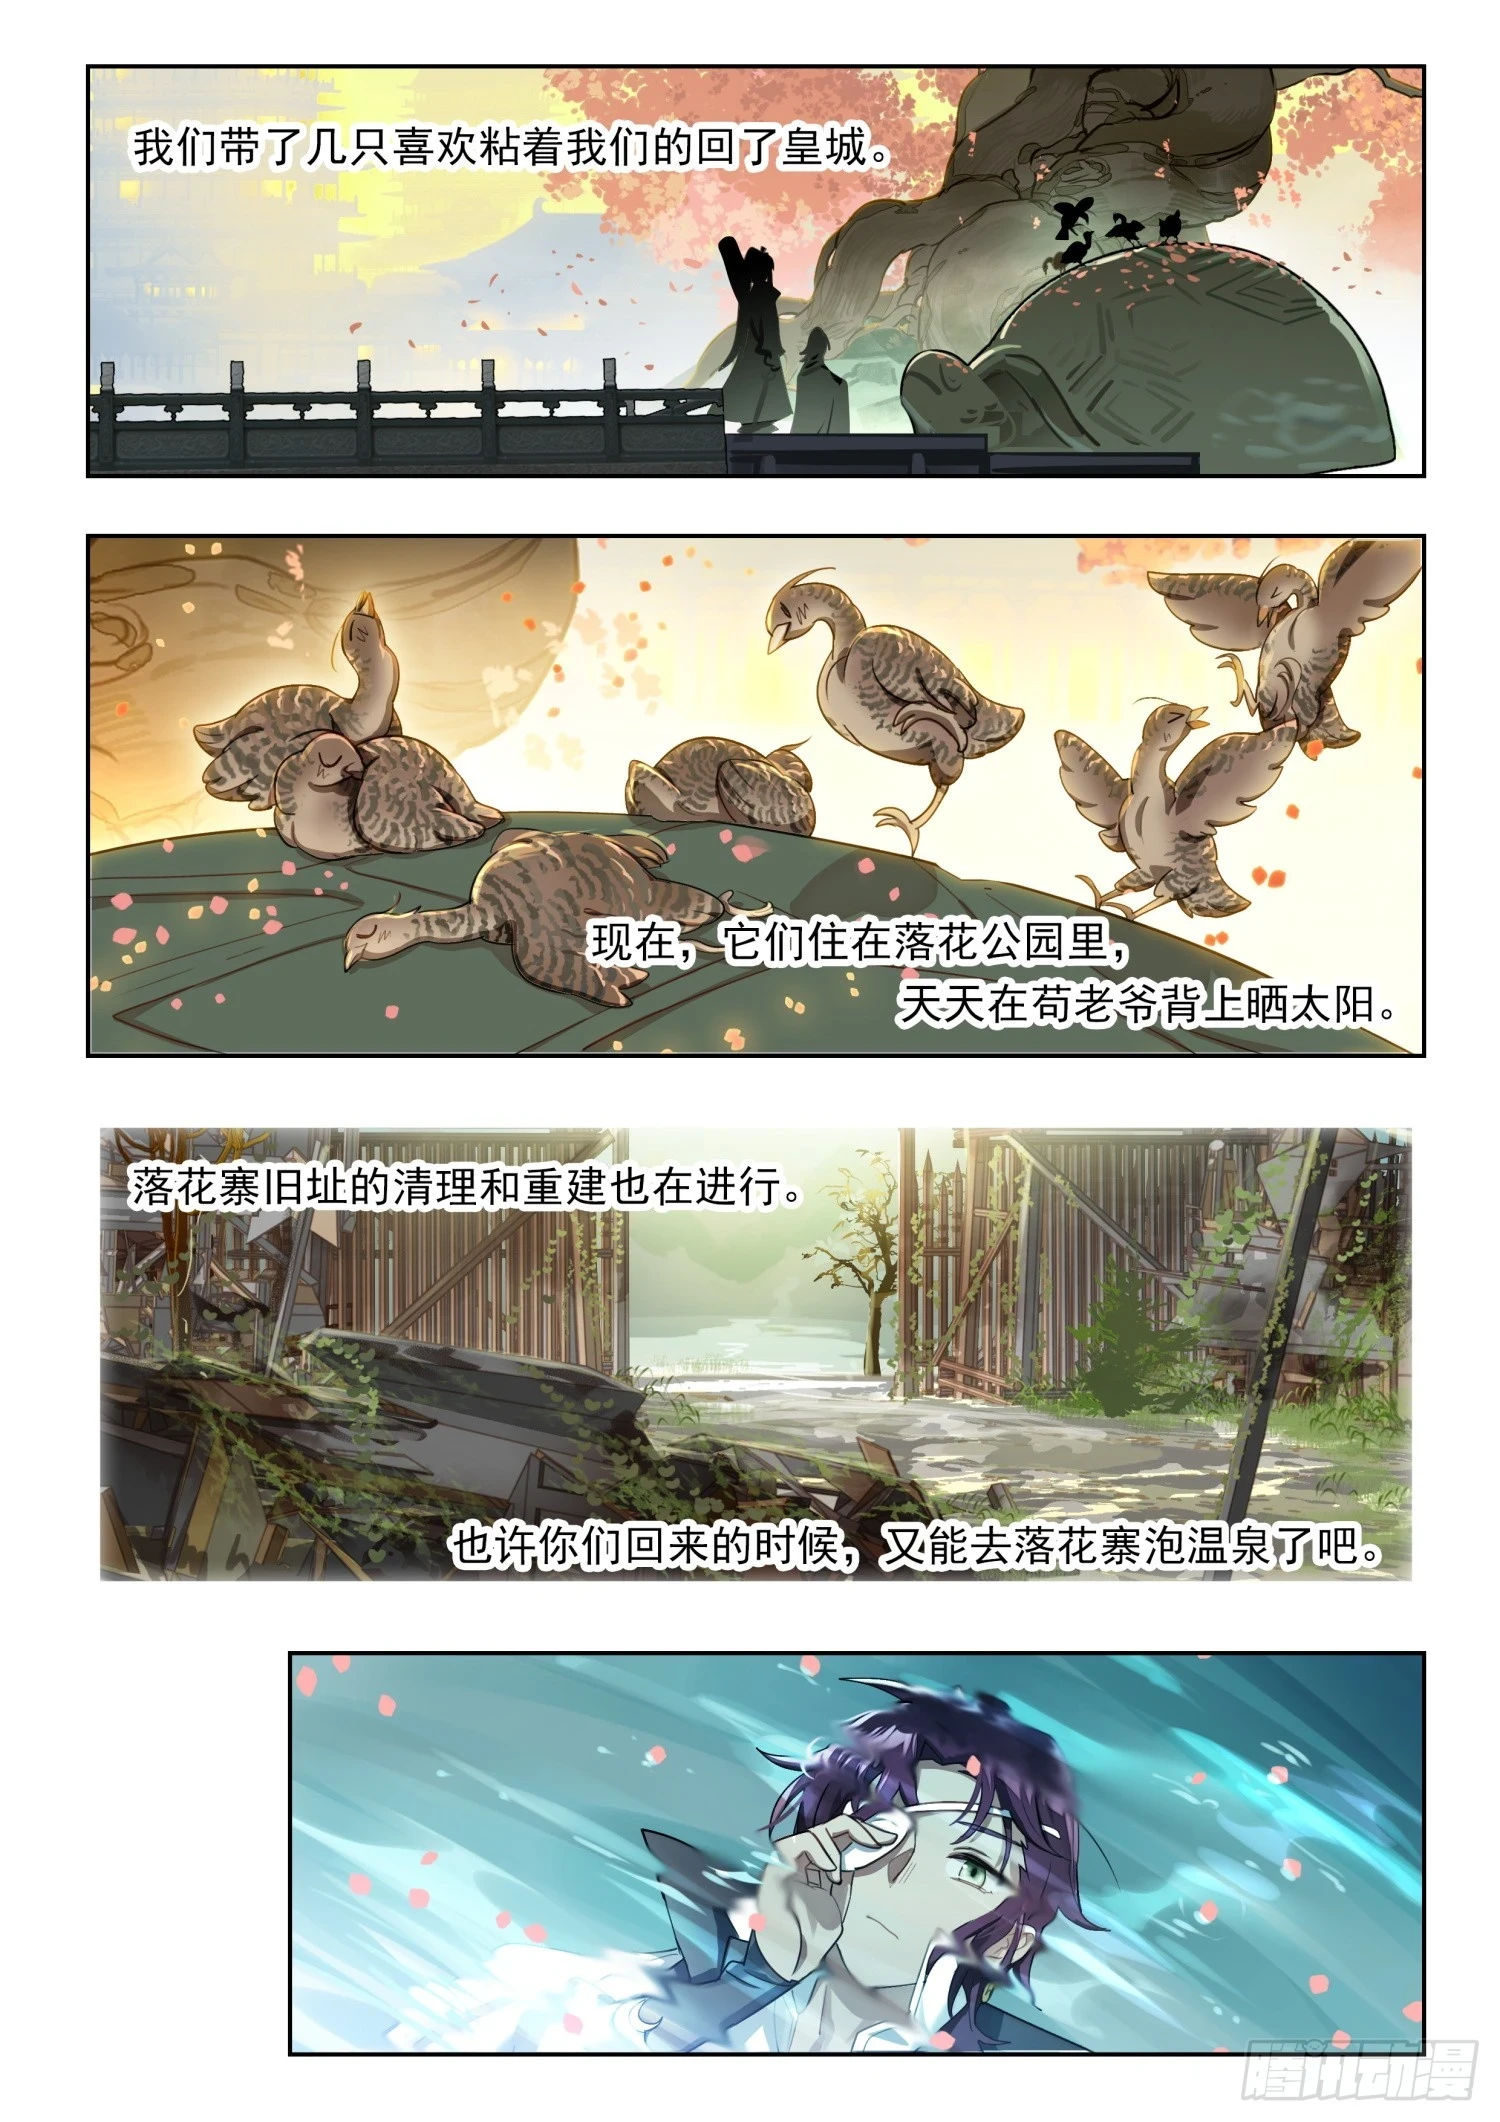 我们带了几只喜欢粘着我们的回了皇城。
现在，它们住在落花公园里，
天天在苟老爷背上晒太阳。
落花寨旧址的清理和重建也在进行。
也许你们回来的时候，又能去落花寨泡温泉了吧。
腾讯动漫